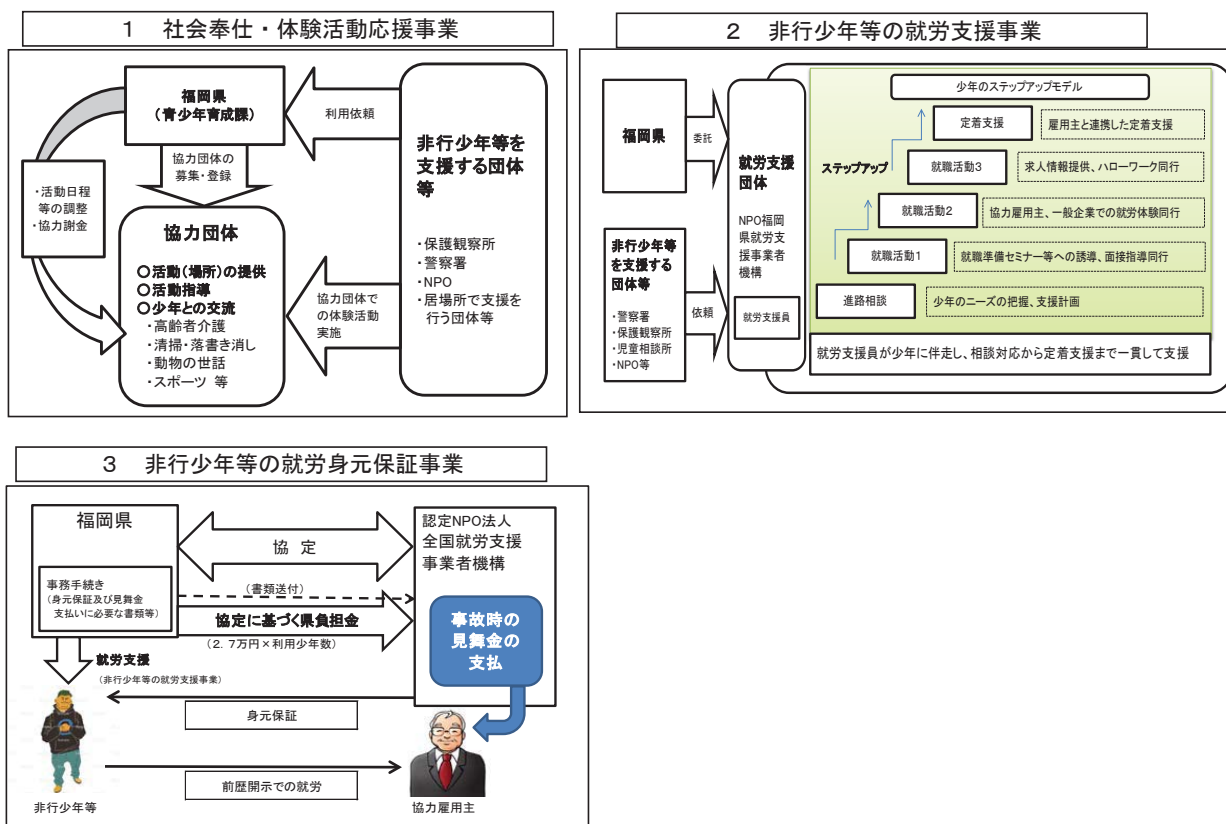 １　社会奉仕・体験活動応援事業
福岡県
（青少年育成課）
利用依頼
協力団体の
募集・登録
・活動日程
等の調整
・協力謝金
協力団体
○活動（場所）の提供
○活動指導
○少年との交流
・高齢者介護
・清掃・落書き消し
・動物の世話
・スポーツ 等
協力団体で
の体験活動
実施
非行少年等を
支援する団体
等
・保護観察所
・警察署
・NPO
・居場所で支援を
行う団体等
２　非行少年等の就労支援事業
福岡県
委託
非行少年等
を支援する
団体等
・警察署
・保護観察所
・児童相談所
・NPO等
依頼
就労支援
団体
NPO福岡
県就労支
援事業者
機構
就労支援員
少年のステップアップモデル
ステップアップ
定着支援
雇用主と連携した定着支援
就職活動3
求人情報提供、ハローワーク同行
就職活動2
協力雇用主、一般企業での就労体験同行
就職活動1
就職準備セミナー等への誘導、面接指導同行
進路相談
少年のニーズの把握、支援計画
就労支援員が少年に伴走し、相談対応から定着支援まで一貫して支援
３　非行少年等の就労身元保証事業
福岡県
事務手続き
（身元保証及び見舞金
支払いに必要な書類等）
協 定
（書類送付）
協定に基づく県負担金
（２．７万円×利用少年数）
認定NPO法人
全国就労支援
事業者機構
事故時の
見舞金の
支払
就労支援
（非行少年等の就労支援事業）
身元保証
前歴開示での就労
非行少年等
協力雇用主